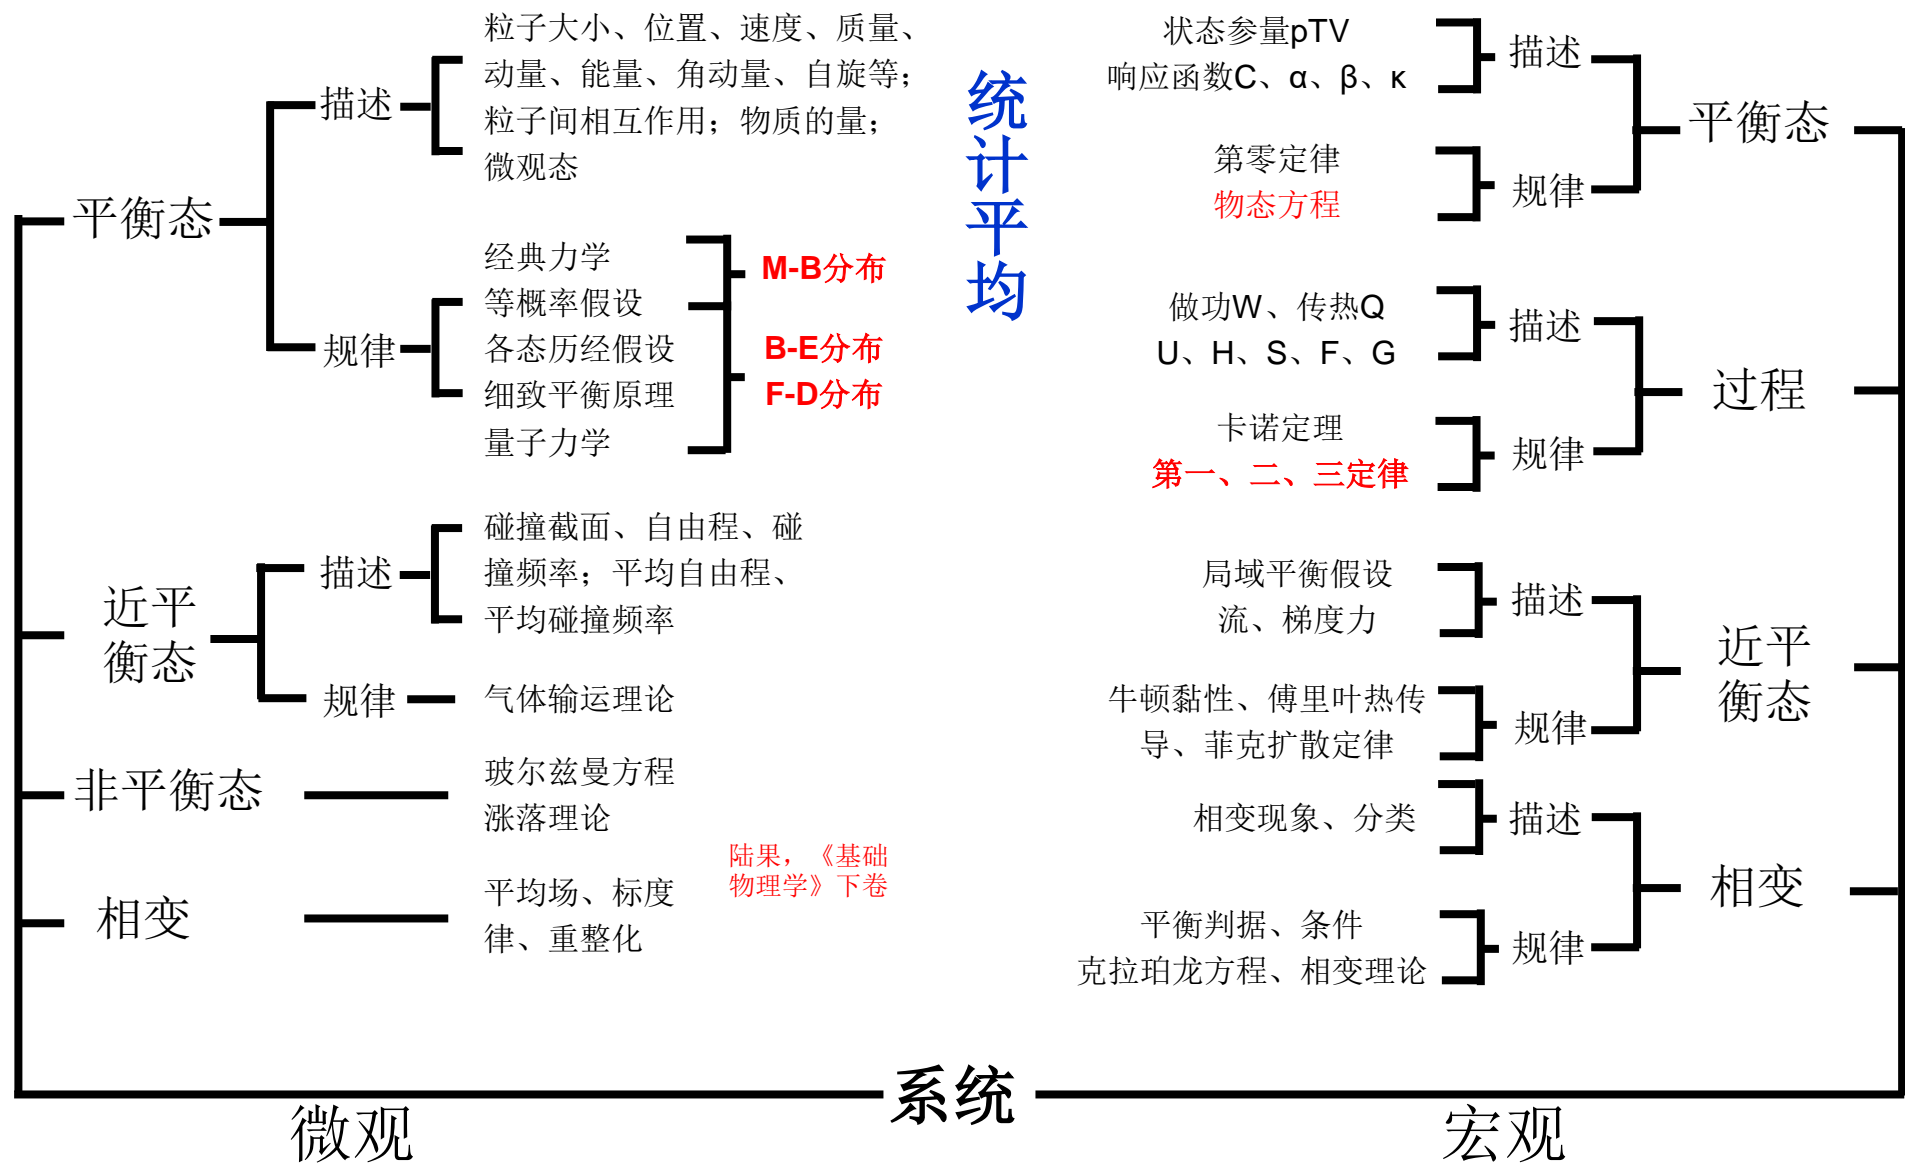 粒子大小、位置、速度、质量、
动量、能量、角动量、自旋等；
粒子间相互作用；物质的量；
微观态
描述
平衡态
经典力学
等概率假设
各态历经假设
细致平衡原理
量子力学
规律
M-B分布
B-E分布
F-D分布
碰撞截面、自由程、碰
撞频率；平均自由程、
平均碰撞频率
描述
近平
衡态
规律
气体输运理论
非平衡态
玻尔兹曼方程
涨落理论
相变
平均场、标度
律、重整化
陆果，《基础
物理学》下卷
微观
统计平均
系统
状态参量pTV
响应函数C、α、β、κ
描述
平衡态
第零定律
物态方程
规律
做功W、传热Q
U、H、S、F、G
描述
过程
卡诺定理
第一、二、三定律
规律
局域平衡假设
流、梯度力
描述
近平
衡态
牛顿黏性、傅里叶热传
导、菲克扩散定律
规律
相变现象、分类
描述
相变
平衡判据、条件
克拉珀龙方程、相变理论
规律
宏观